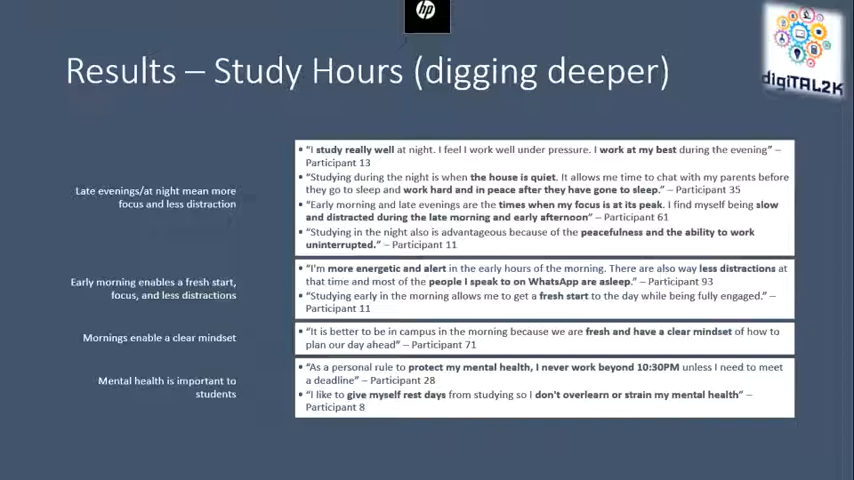 hp
digiTAL2K
Results – Study Hours (digging deeper)
Late evenings/at night mean more
focus and less distraction
• "I study really well at night. I feel I work well under pressure. I work at my best during the evening" –
Participant 13
• "Studying during the night is when the house is quiet. It allows me time to chat with my parents before
they go to sleep and work hard and in peace after they have gone to sleep." – Participant 35
• "Early morning and late evenings are the times when my focus is at its peak. I find myself being slow
and distracted during the late morning and early afternoon" – Participant 61
• "Studying in the night also is advantageous because of the peacefulness and the ability to work
uninterrupted." – Participant 11
Early morning enables a fresh start,
focus, and less distractions
• "I'm more energetic and alert in the early hours of the morning. There are also way less distractions at
that time and most of the people I speak to on WhatsApp are asleep." – Participant 93
• "Studying early in the morning allows me to get a fresh start to the day while being fully engaged." –
Participant 11
Mornings enable a clear mindset
• "It is better to be in campus in the morning because we are fresh and have a clear mindset of how to
plan our day ahead" – Participant 71
Mental health is important to
students
• "As a personal rule to protect my mental health, I never work beyond 10:30PM unless I need to meet
a deadline" – Participant 28
• "I like to give myself rest days from studying so I don't overlearn or strain my mental health" –
Participant 8